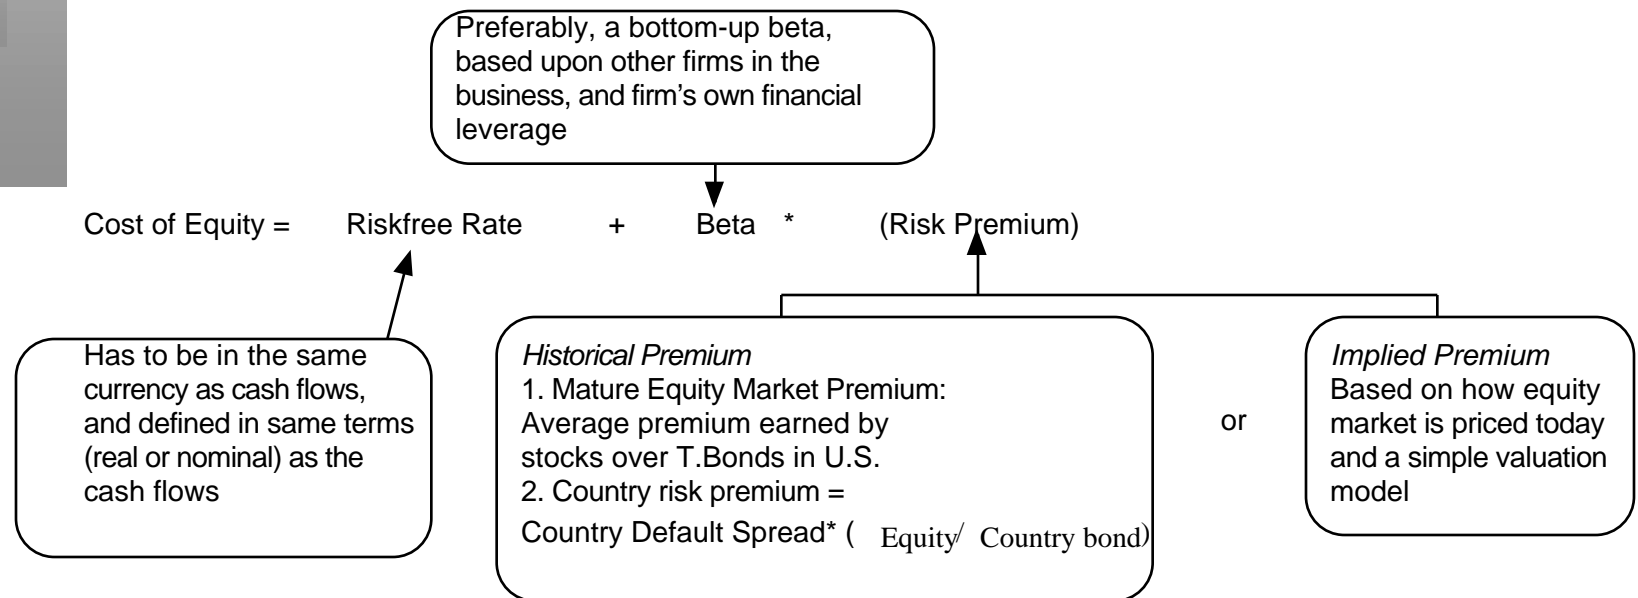 Preferably, a bottom-up beta,
based upon other firms in the
business, and firm's own financial
leverage
Cost of Equity = Riskfree Rate + Beta * (Risk Premium)
Has to be in the same
currency as cash flows,
and defined in same terms
(real or nominal) as the
cash flows
Historical Premium
1. Mature Equity Market Premium:
Average premium earned by
stocks over T.Bonds in U.S.
2. Country risk premium =
Country Default Spread* ( Equity/ Country bond)
or
Implied Premium
Based on how equity
market is priced today
and a simple valuation
model